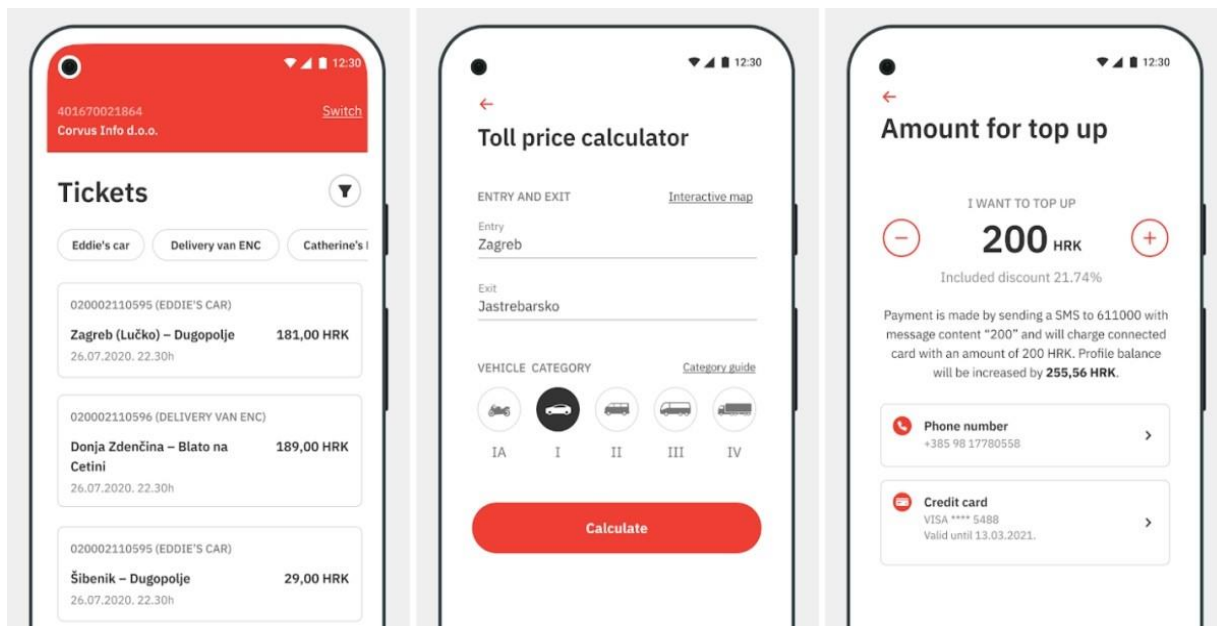 12:30
401670021864
Switch
Corvus Info d.o.o.
Tickets
Eddie's car
Delivery van ENC
Catherine's
020002110595 (EDDIE'S CAR)
Zagreb (Lučko) – Dugopolje
181,00 HRK
26.07.2020. 22.30h
020002110596 (DELIVERY VAN ENC)
Donja Zdenčina – Blato na
189,00 HRK
Cetini
26.07.2020. 22.30h
020002110595 (EDDIE'S CAR)
Šibenik – Dugopolje
29,00 HRK
26.07.2020. 22.30h
12:30
Toll price calculator
ENTRY AND EXIT
Interactive map
Entry
Zagreb
Exit
Jastrebarsko
VEHICLE CATEGORY
Category guide
IA
I
II
III
IV
Calculate
12:30
Amount for top up
I WANT TO TOP UP
200 HRK
Included discount 21.74%
Payment is made by sending a SMS to 611000 with
message content “200” and will charge connected
card with an amount of 200 HRK. Profile balance
will be increased by 255,56 HRK.
Phone number
+385 98 17780558
Credit card
VISA **** 5488
Valid until 13.03.2021.